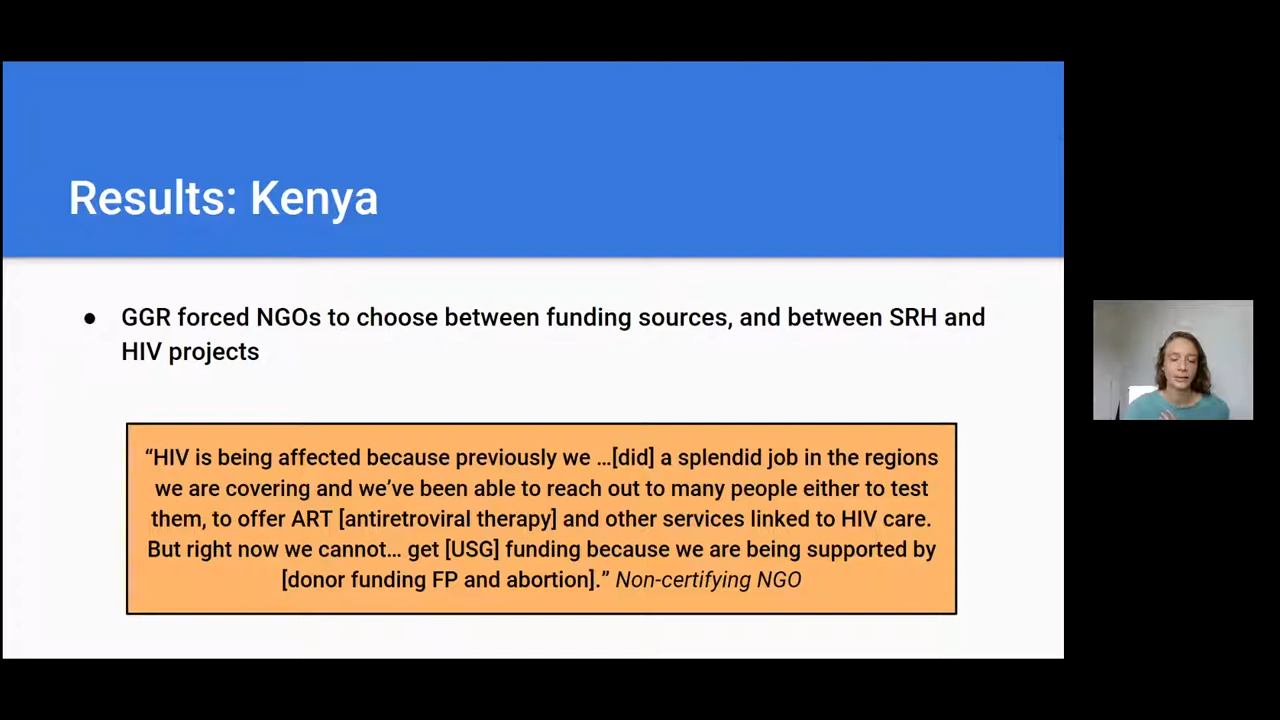 Results: Kenya
● GGR forced NGOs to choose between funding sources, and between SRH and
HIV projects
“HIV is being affected because previously we …[did] a splendid job in the regions
we are covering and we’ve been able to reach out to many people either to test
them, to offer ART [antiretroviral therapy] and other services linked to HIV care.
But right now we cannot… get [USG] funding because we are being supported by
[donor funding FP and abortion].” Non-certifying NGO